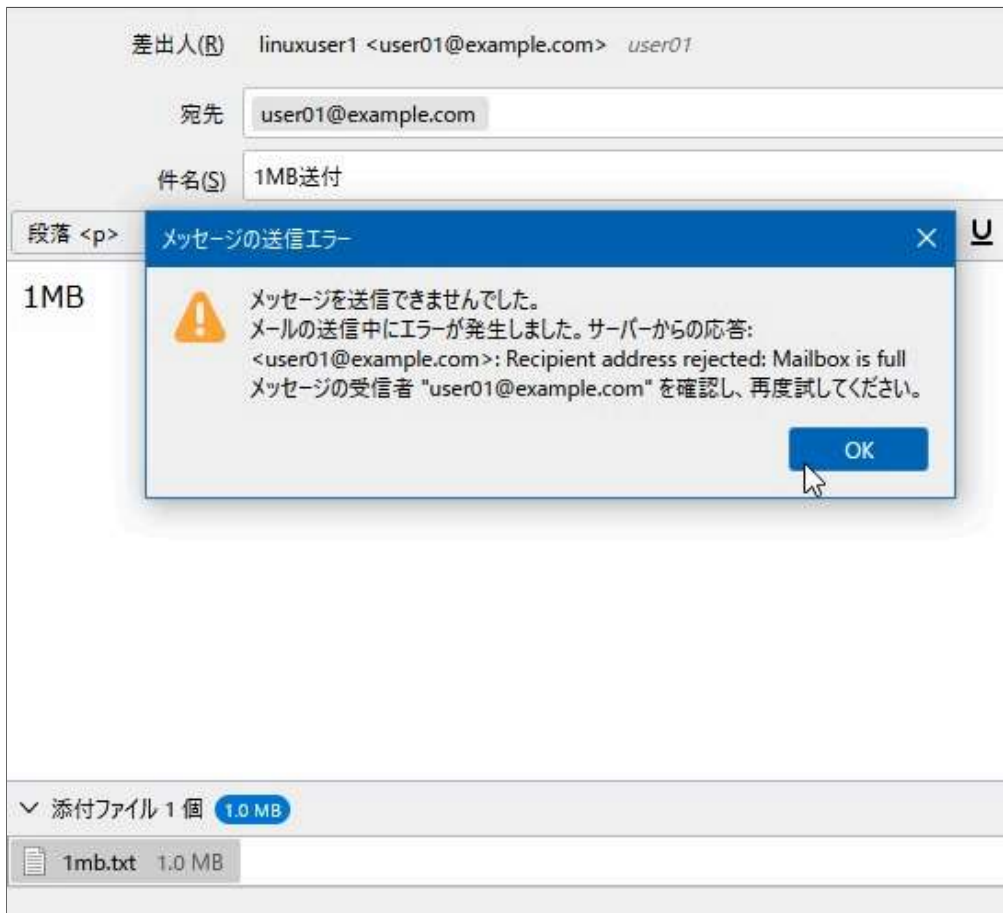 差出人(R) linuxuser1 <user01@example.com> user01
宛先 user01@example.com
件名(S) 1MB送付
段落 <p>
U
メッセージの送信エラー
1MB
メッセージを送信できませんでした。
メールの送信中にエラーが発生しました。サーバーからの応答:
<user01@example.com>: Recipient address rejected: Mailbox is full
メッセージの受信者 "user01@example.com" を確認し、再度試してください。
OK
添付ファイル 1 個 1.0 MB
1mb.txt 1.0 MB